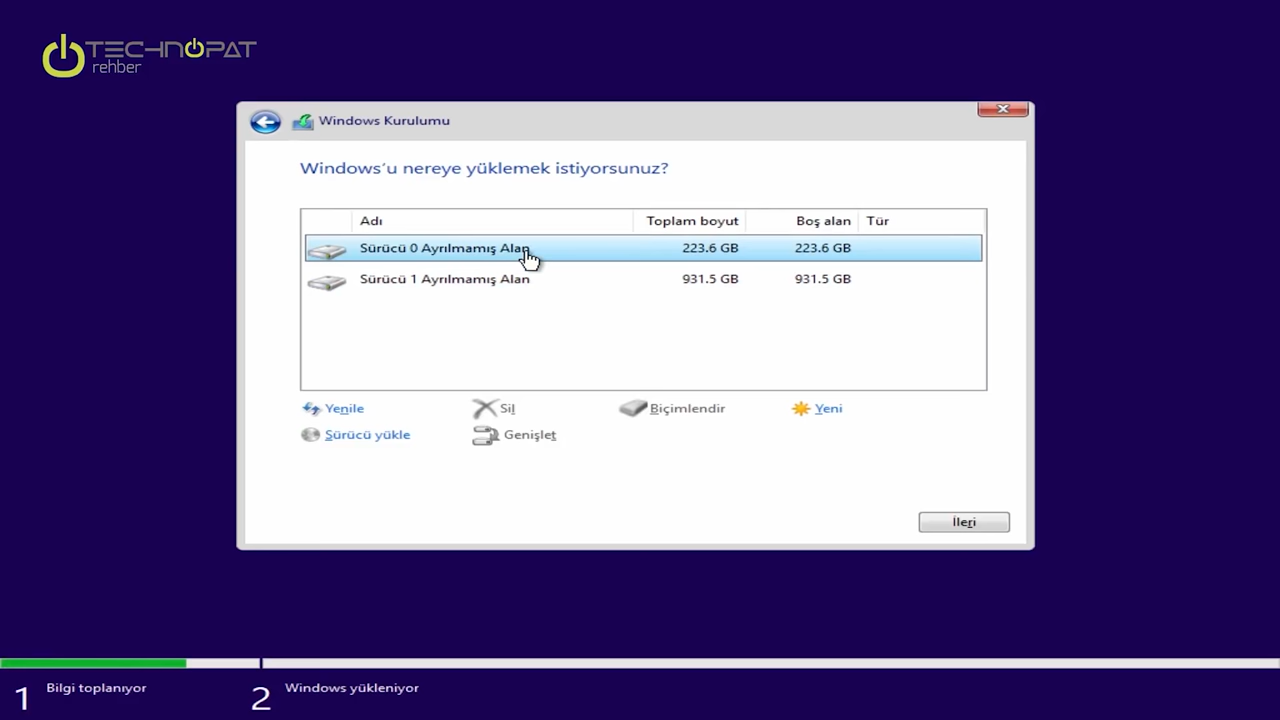 TECHNOPAT
rehber
Windows Kurulumu
Windows´u nereye yüklemek istiyorsunuz?
Adı Toplam boyut Boş alan Tür
Sürücü 0 Ayrılmamış Alan 223.6 GB 223.6 GB
Sürücü 1 Ayrılmamış Alan 931.5 GB 931.5 GB
Yenile Sil Biçimlendir Yeni
Sürücü yükle Genişlet
İleri
1 Bilgi toplanıyor 2 Windows yükleniyor